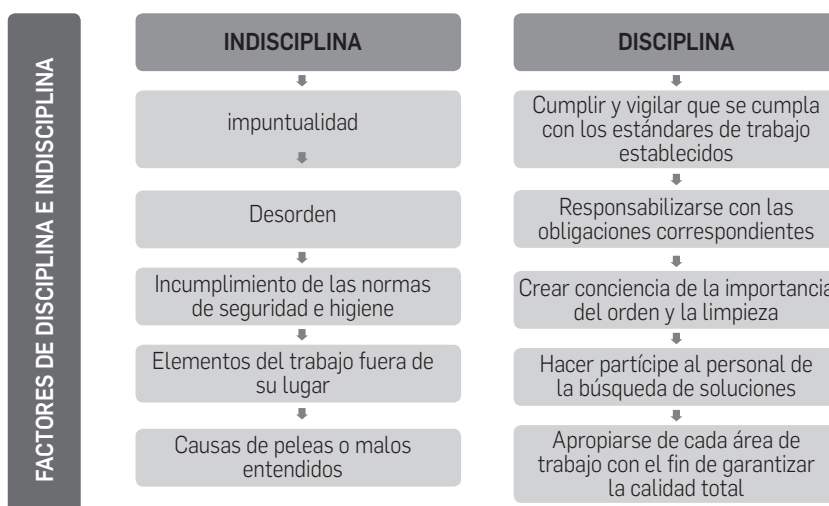 FACTORES DE DISCIPLINA E INDISCIPLINA
INDISCIPLINA
impuntualidad
Desorden
Incumplimiento de las normas
de seguridad e higiene
Elementos del trabajo fuera de
su lugar
Causas de peleas o malos
entendidos
DISCIPLINA
Cumplir y vigilar que se cumpla
con los estándares de trabajo
establecidos
Responsabilizarse con las
obligaciones correspondientes
Crear conciencia de la importancia
del orden y la limpieza
Hacer partícipe al personal de
la búsqueda de soluciones
Apropiarse de cada área de
trabajo con el fin de garantizar
la calidad total